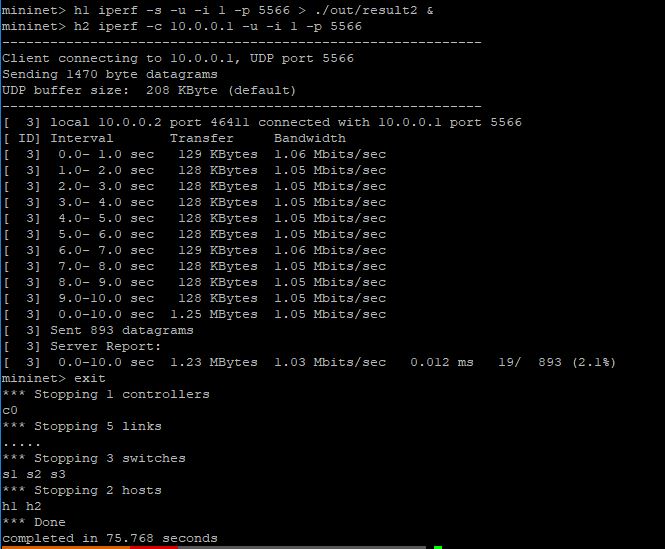 mininet> h1 iperf -s -u -i 1 -p 5566 > ./out/result2 &
mininet> h2 iperf -c 10.0.0.1 -u -i 1 -p 5566
------------------------------------------------------------
Client connecting to 10.0.0.1, UDP port 5566
Sending 1470 byte datagrams
UDP buffer size:  208 KByte (default)
------------------------------------------------------------
[  3] local 10.0.0.2 port 46411 connected with 10.0.0.1 port 5566
[ ID] Interval       Transfer     Bandwidth
[  3]  0.0- 1.0 sec   129 KBytes  1.06 Mbits/sec
[  3]  1.0- 2.0 sec   128 KBytes  1.05 Mbits/sec
[  3]  2.0- 3.0 sec   128 KBytes  1.05 Mbits/sec
[  3]  3.0- 4.0 sec   128 KBytes  1.05 Mbits/sec
[  3]  4.0- 5.0 sec   128 KBytes  1.05 Mbits/sec
[  3]  5.0- 6.0 sec   128 KBytes  1.05 Mbits/sec
[  3]  6.0- 7.0 sec   129 KBytes  1.06 Mbits/sec
[  3]  7.0- 8.0 sec   128 KBytes  1.05 Mbits/sec
[  3]  8.0- 9.0 sec   128 KBytes  1.05 Mbits/sec
[  3]  9.0-10.0 sec   128 KBytes  1.05 Mbits/sec
[  3]  0.0-10.0 sec  1.25 MBytes  1.05 Mbits/sec
[  3] Sent 893 datagrams
[  3] Server Report:
[  3]  0.0-10.0 sec  1.23 MBytes  1.03 Mbits/sec   0.012 ms   19/  893 (2.1%)
mininet> exit
*** Stopping 1 controllers
c0
*** Stopping 5 links
.....
*** Stopping 3 switches
s1 s2 s3
*** Stopping 2 hosts
h1 h2
*** Done
completed in 75.768 seconds